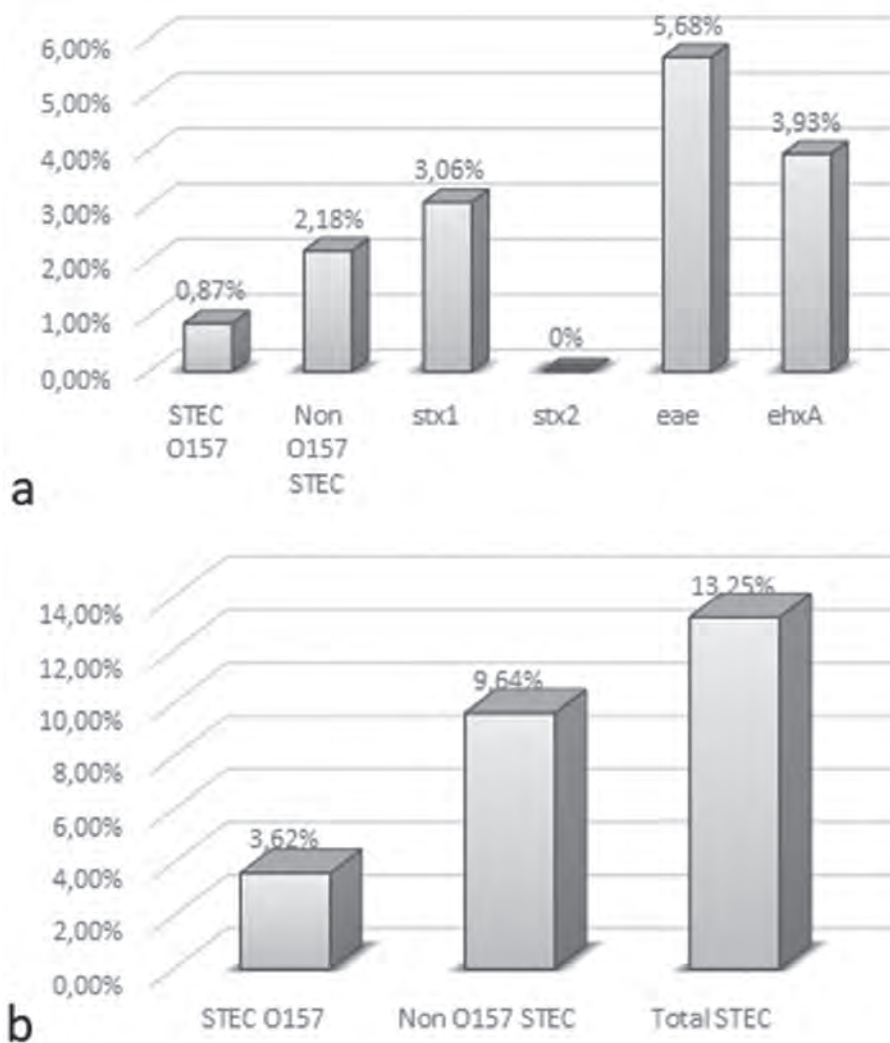 6,00%
5,00%
4,00%
3,00%
2,00%
1,00%
0,00%
0,87%
2,18%
3,06%
0%
5,68%
3,93%
STEC
O157
Non
O157
STEC
stx1
stx2
eae
ehxA
a
14,00%
12,00%
10,00%
8,00%
6,00%
4,00%
2,00%
0,00%
3,62%
9,64%
13,25%
STEC O157
Non O157 STEC
Total STEC
b